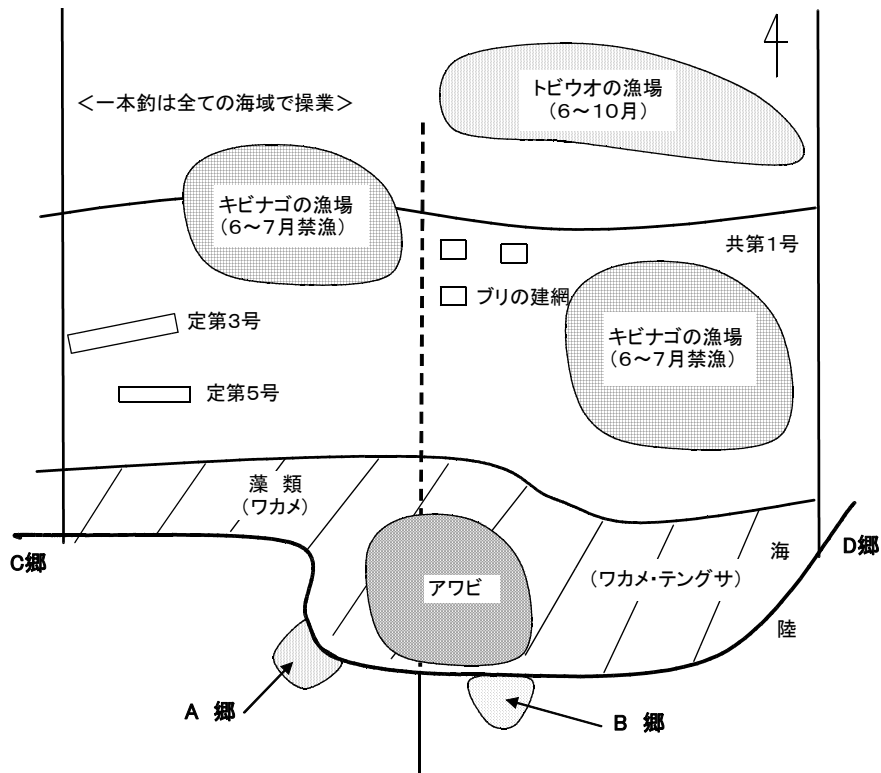 トビウオの漁場
(6～10月)
＜一本釣は全ての海域で操業＞
キビナゴの漁場
(6～7月禁漁)
共第1号
ブリの建網
定第3号
キビナゴの漁場
(6～7月禁漁)
定第5号
藻 類
(ワカメ)
海
D郷
C郷
アワビ
(ワカメ・テングサ)
陸
A 郷
B 郷